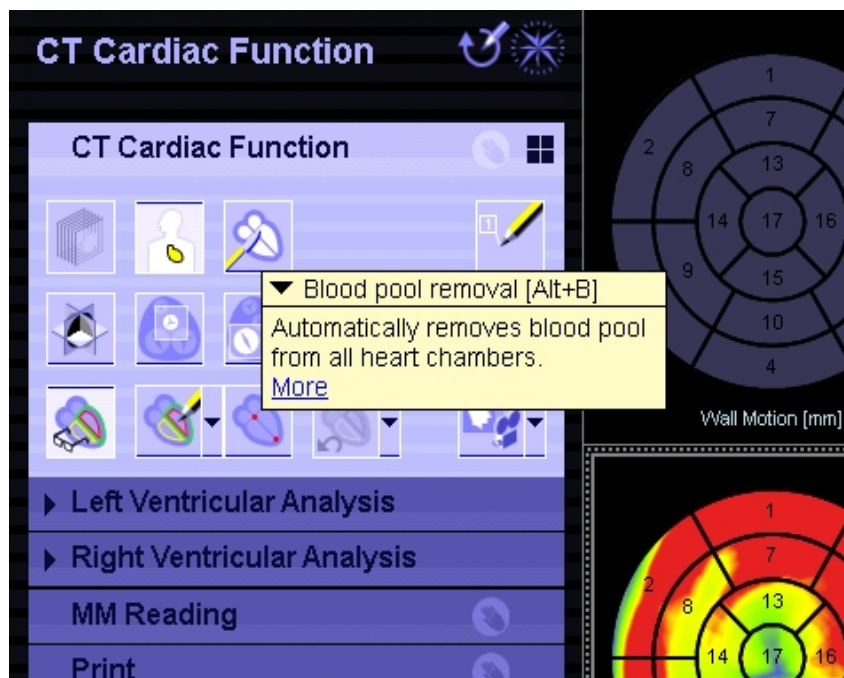 CT Cardiac Function
CT Cardiac Function
1
▼ Blood pool removal [Alt+B]
Automatically removes blood pool
from all heart chambers.
More
Left Ventricular Analysis
Right Ventricular Analysis
MM Reading
Print
1
7
2
8
13
14
17
16
9
15
10
4
Wall Motion [mm]
1
7
2
8
13
14
17
16